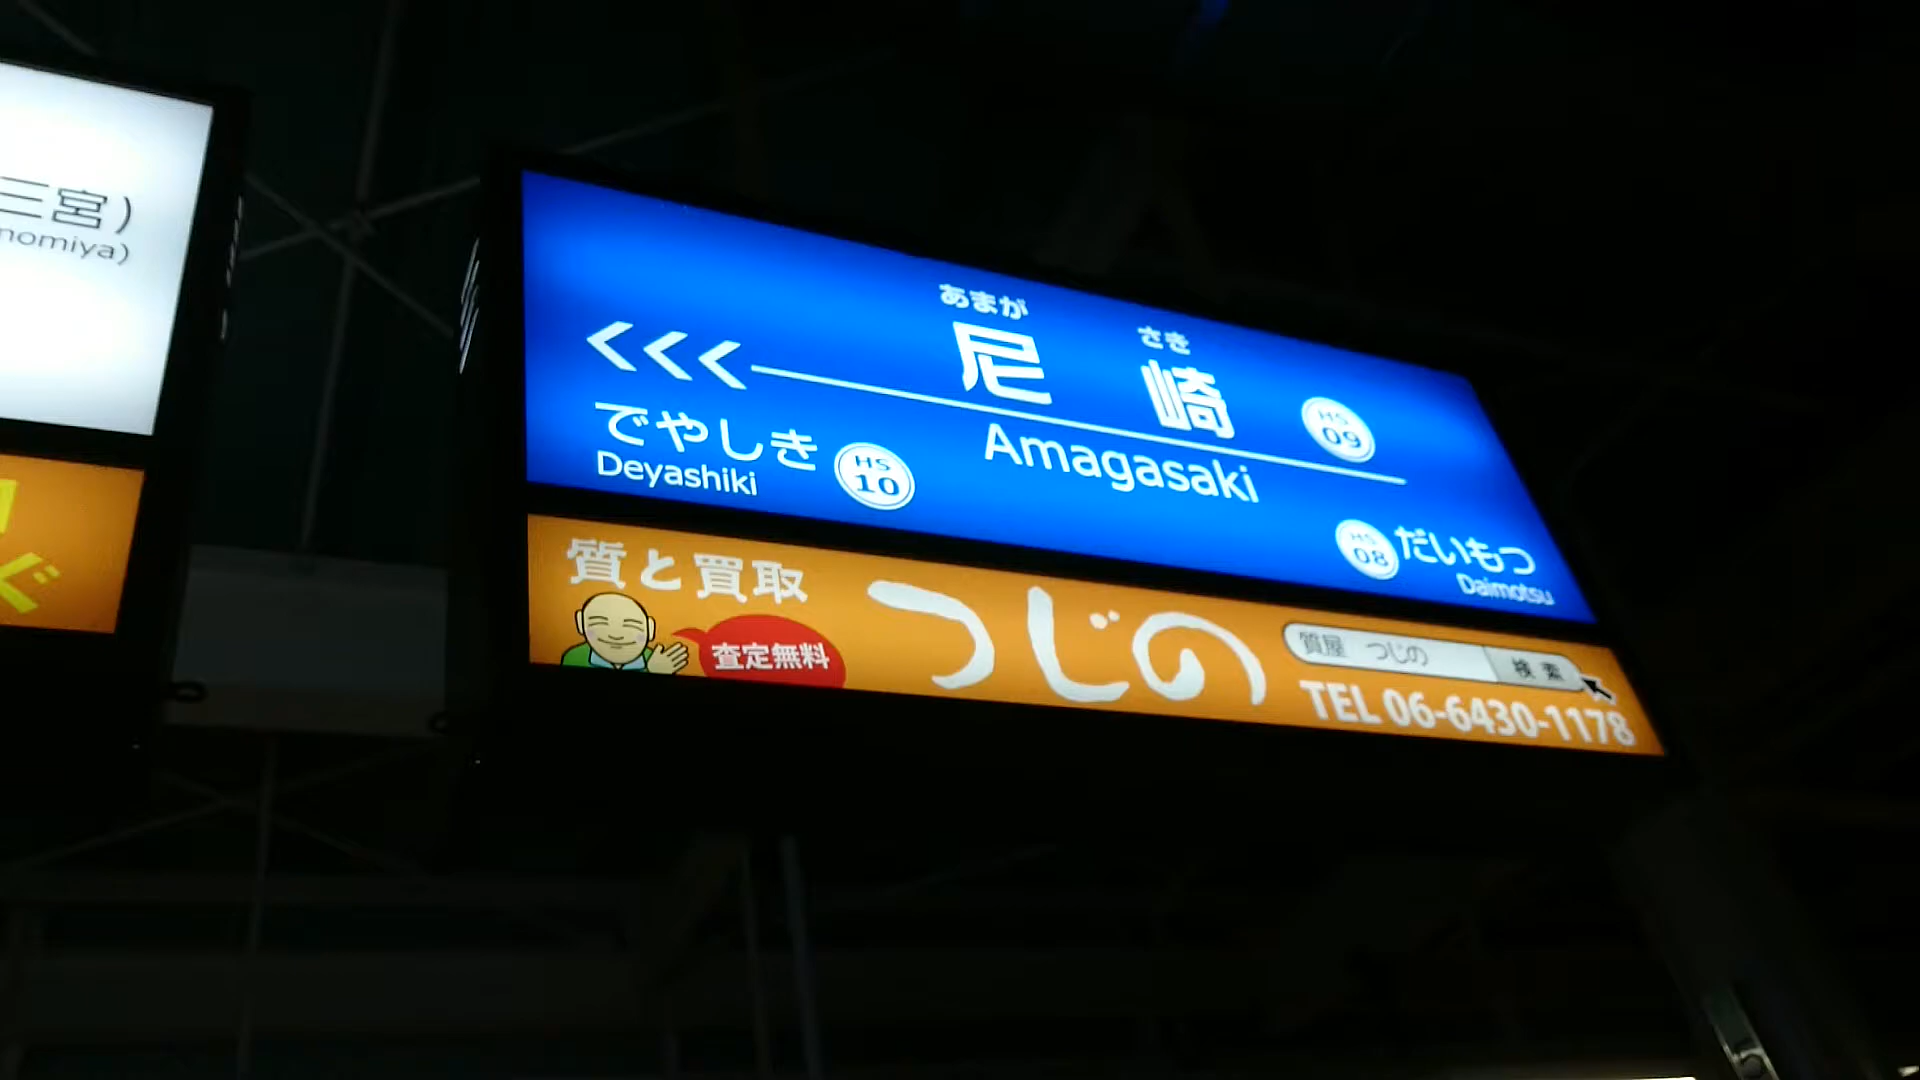 三宮)
nomiya)
ぐ
あまが さき
尼 崎
HS
09
Amagasaki
でやしき
Deyashiki
HS
10
HS
08
だいもつ
Daimotsu
質と買取
査定無料
つじの
質屋 つじの 検索
TEL 06-6430-1178